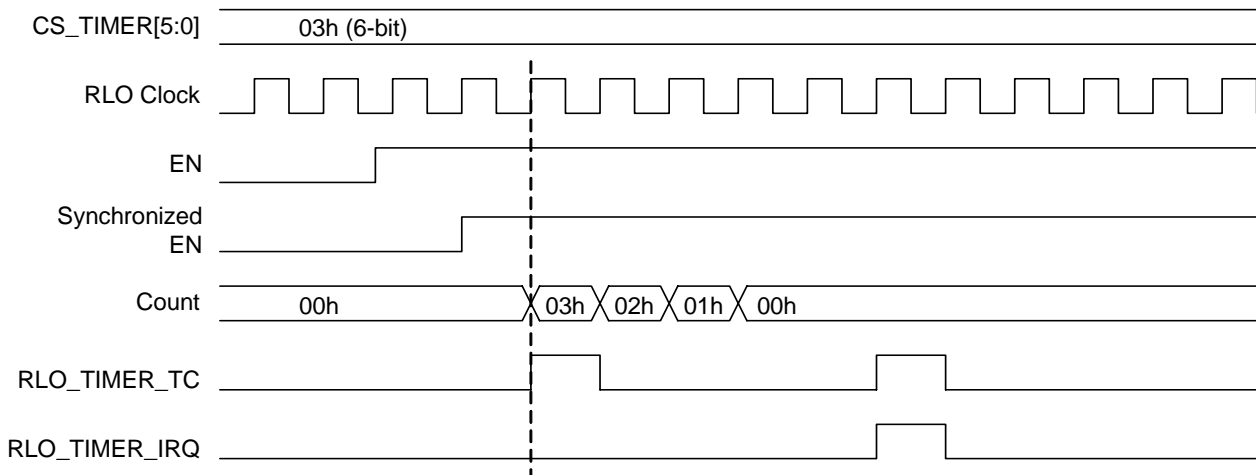 CS_TIMER[5:0]
03h (6-bit)
RLO Clock
EN
Synchronized
EN
Count
00h
03h
02h
01h
00h
RLO_TIMER_TC
RLO_TIMER_IRQ